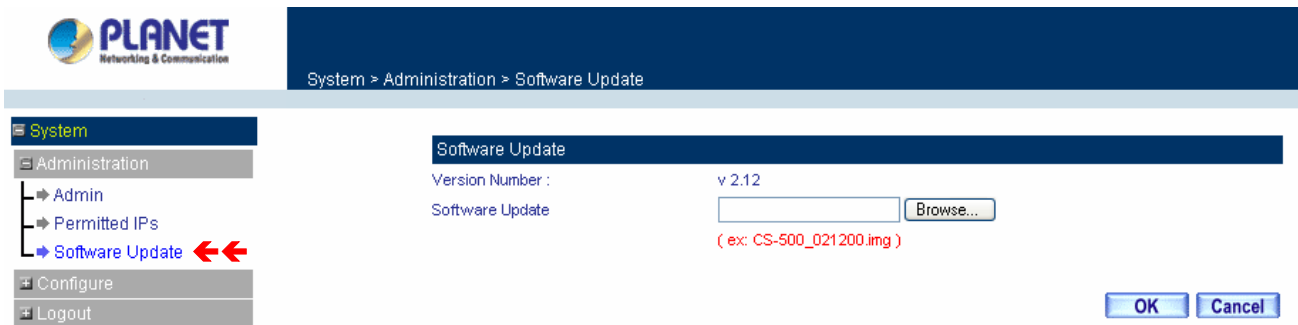 PLANET
Networking & Communication
System > Administration > Software Update
System
Administration
Admin
Permitted IPs
Software Update
Configure
Logout
Software Update
Version Number : v 2.12
Software Update Browse...
( ex: CS-500_021200.img )
OK Cancel